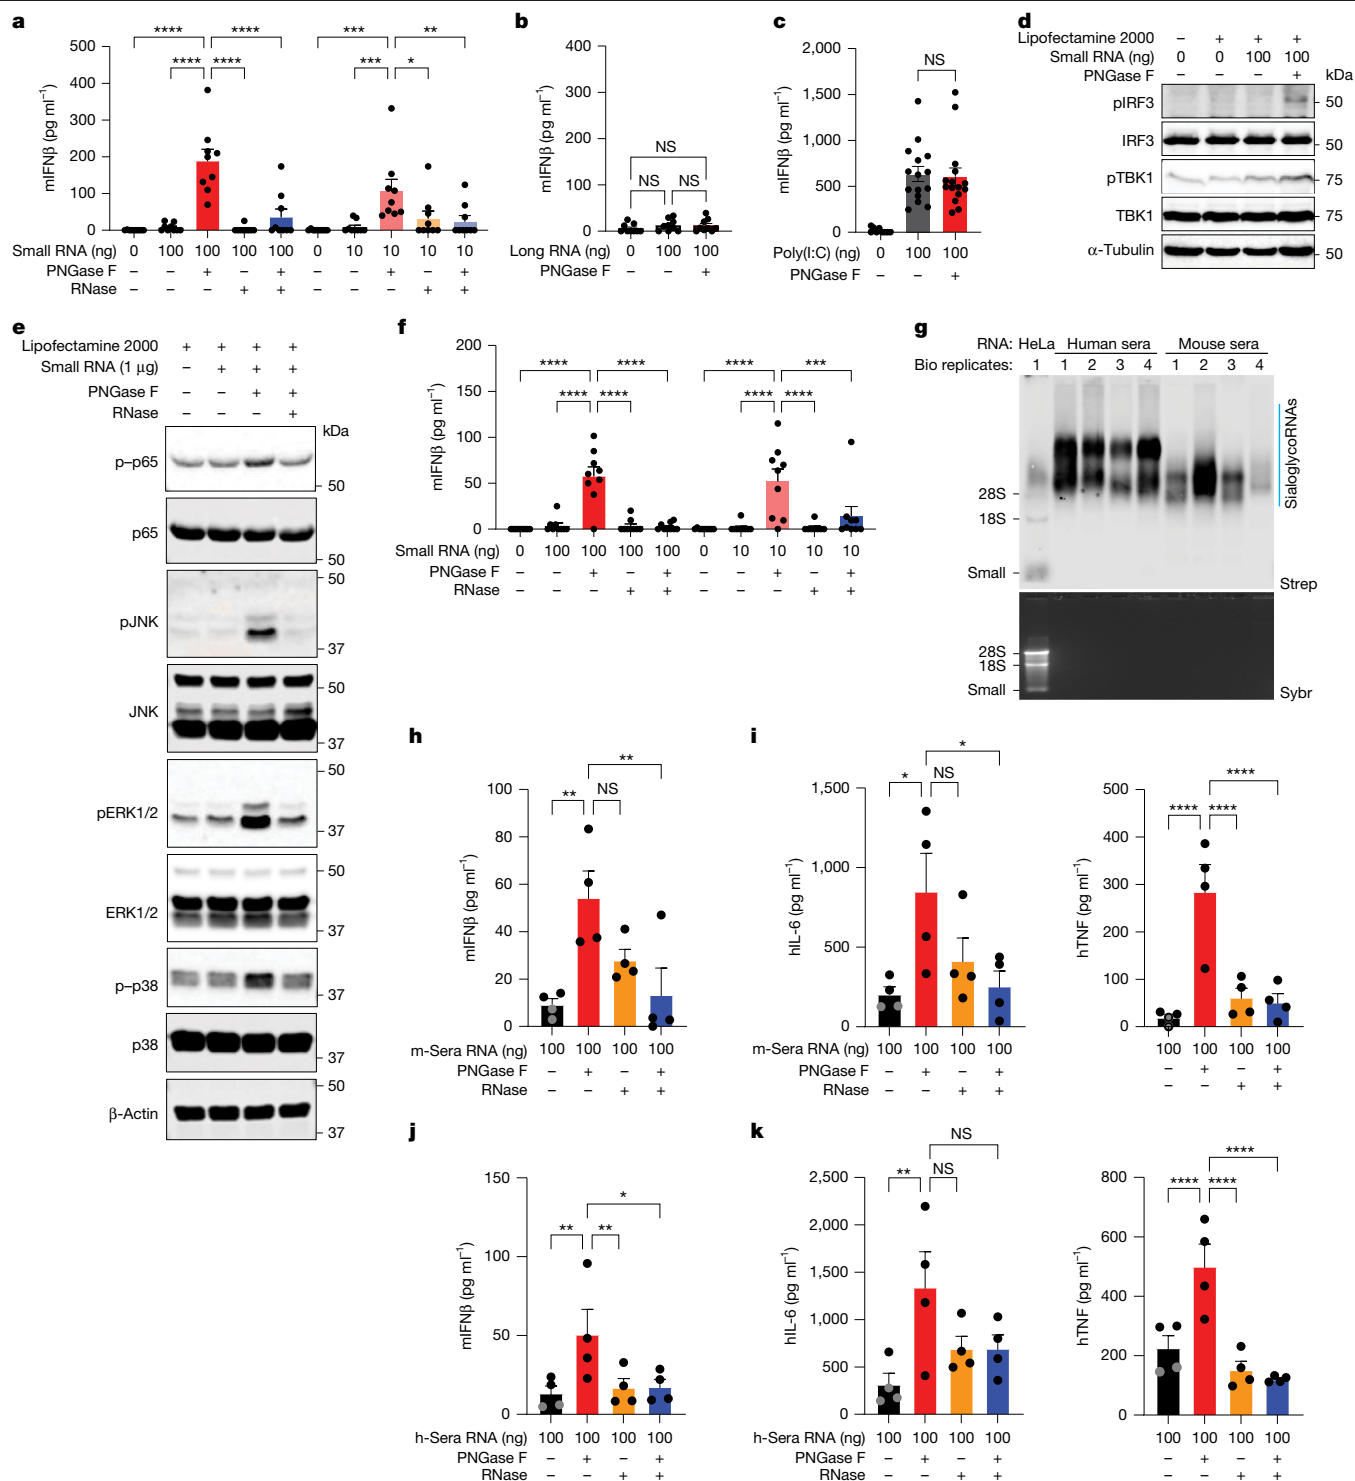 a
**** **** *** **
**** **** *** *
mIFNβ (pg ml⁻¹)
500
400
300
200
100
0
Small RNA (ng) 0 100 100 100 100 0 10 10 10 10
PNGase F – – + – + – – + – +
RNase – – – + + – – – + +
b
mIFNβ (pg ml⁻¹)
400
300
200
100
0
NS
NS NS
Long RNA (ng) 0 100 100
PNGase F – – +
c
mIFNβ (pg ml⁻¹)
2,000
1,500
1,000
500
0
NS
Poly(I:C) (ng) 0 100 100
PNGase F – – +
d
Lipofectamine 2000 – + + +
Small RNA (ng) 0 0 100 100
PNGase F – – – + kDa
pIRF3 50
IRF3 50
pTBK1 75
TBK1 75
α-Tubulin 50
e
Lipofectamine 2000 + + + +
Small RNA (1 μg) – + + +
PNGase F – – + +
RNase – – – +
kDa
p–p65 50
p65 50
50
pJNK 37
50
JNK 37
50
pERK1/2 37
50
ERK1/2 37
p–p38 37
p38 37
50
β-Actin 37
f
mIFNβ (pg ml⁻¹)
200
150
100
50
0
**** **** **** ***
**** **** **** ****
Small RNA (ng) 0 100 100 100 100 0 10 10 10 10
PNGase F – – + – + – – + – +
RNase – – – + + – – – + +
g
RNA: HeLa Human sera Mouse sera
Bio replicates: 1 1 2 3 4 1 2 3 4
28S
18S
Small
SialoglycoRNAs
Strep
28S
18S
Small
Sybr
h
mIFNβ (pg ml⁻¹)
100
80
60
40
20
0
**
** NS
m-Sera RNA (ng) 100 100 100 100
PNGase F – + – +
RNase – – + +
i
hIL-6 (pg ml⁻¹)
1,500
1,000
500
0
*
* NS
m-Sera RNA (ng) 100 100 100 100
PNGase F – + – +
RNase – – + +
hTNF (pg ml⁻¹)
500
400
300
200
100
0
****
**** ****
100 100 100 100
– + – +
– – + +
j
mIFNβ (pg ml⁻¹)
150
100
50
0
*
** **
h-Sera RNA (ng) 100 100 100 100
PNGase F – + – +
RNase – – + +
k
hIL-6 (pg ml⁻¹)
2,500
2,000
1,500
1,000
500
0
NS
** NS
h-Sera RNA (ng) 100 100 100 100
PNGase F – + – +
RNase – – + +
hTNF (pg ml⁻¹)
800
600
400
200
0
****
**** ****
100 100 100 100
– + – +
– – + +